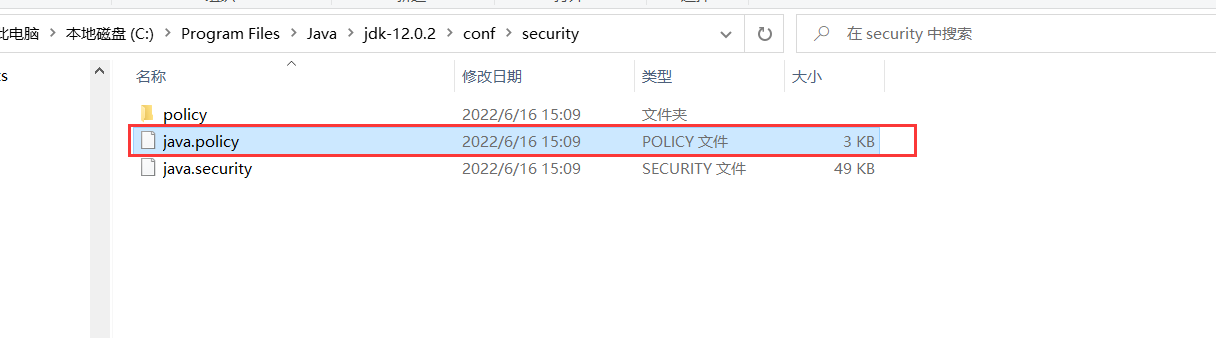 此电脑 › 本地磁盘 (C:) › Program Files › Java › jdk-12.0.2 › conf › security 在 security 中搜索
s
名称 修改日期 类型 大小
policy 2022/6/16 15:09 文件夹
java.policy 2022/6/16 15:09 POLICY 文件 3 KB
java.security 2022/6/16 15:09 SECURITY 文件 49 KB